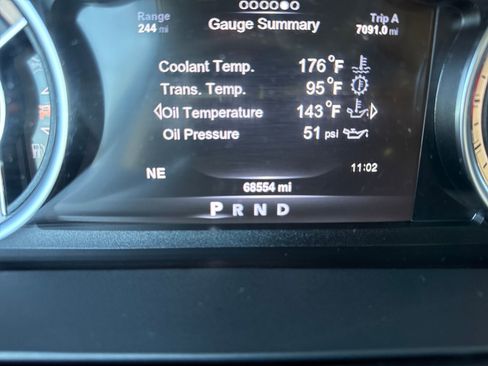 Range
244 mi
Gauge Summary
Trip A
7091.0 mi
Coolant Temp. 176°F
Trans. Temp. 95°F
Oil Temperature 143°F
Oil Pressure 51 psi
NE
11:02
68554 mi
P R N D